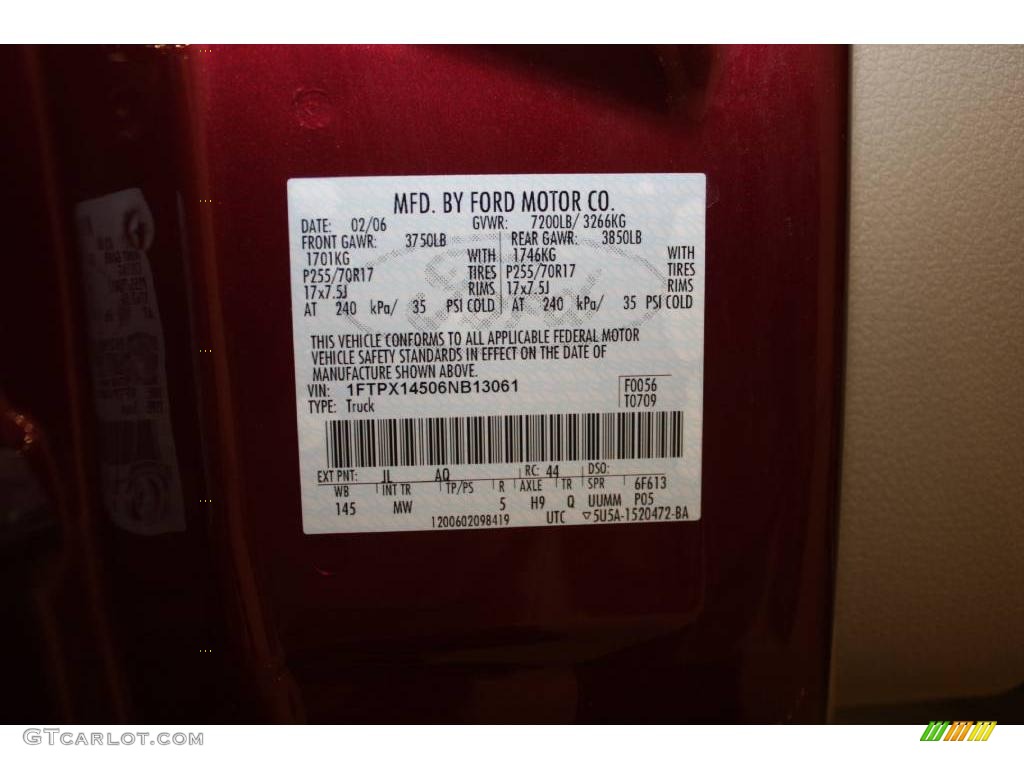 MFD. BY FORD MOTOR CO.
DATE: 02/06 GVWR: 7200LB/ 3266KG
FRONT GAWR: 3750LB REAR GAWR: 3850LB
1701KG WITH 1746KG WITH
P255/70R17 TIRES P255/70R17 TIRES
17x7.5J RIMS 17x7.5J RIMS
AT 240 kPa/ 35 PSI COLD AT 240 kPa/ 35 PSI COLD
THIS VEHICLE CONFORMS TO ALL APPLICABLE FEDERAL MOTOR
VEHICLE SAFETY STANDARDS IN EFFECT ON THE DATE OF
MANUFACTURE SHOWN ABOVE.
VIN: 1FTPX14506NB13061 F0056
TYPE: Truck T0709
EXT PNT: JL AQ RC: 44 DSO:
WB INT TR TP/PS R AXLE TR SPR 6F613
145 MW 5 H9 Q UUMM P05
1200602098419 UTC ▽5U5A-1520472-BA
GTCARLOT.COM